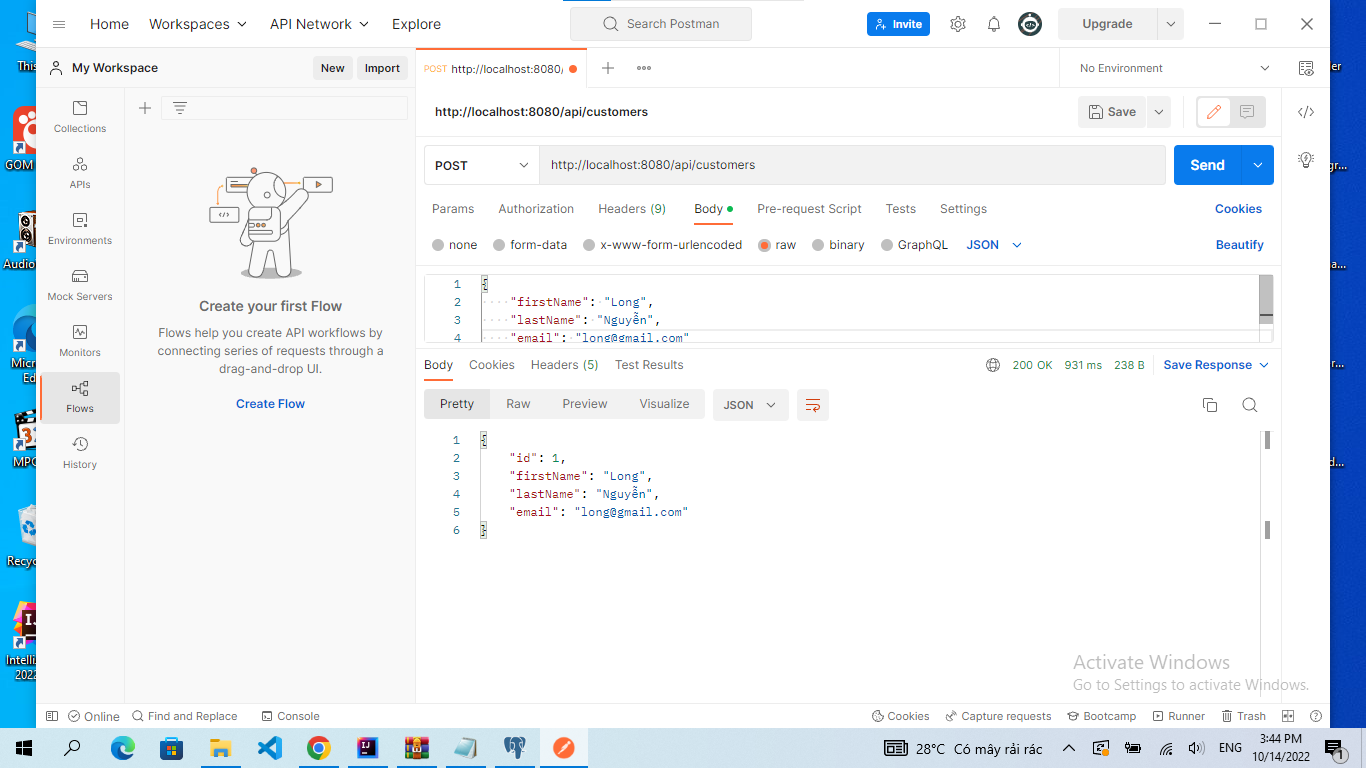 Home Workspaces API Network Explore Search Postman Invite Upgrade
My Workspace New Import POST http://localhost:8080/ No Environment
http://localhost:8080/api/customers Save
POST http://localhost:8080/api/customers Send
Params Authorization Headers (9) Body Pre-request Script Tests Settings Cookies
none form-data x-www-form-urlencoded raw binary GraphQL JSON Beautify
1 {
2 "firstName": "Long",
3 "lastName": "Nguyễn",
4 "email": "long@gmail.com"
Body Cookies Headers (5) Test Results 200 OK 931 ms 238 B Save Response
Pretty Raw Preview Visualize JSON
1 {
2 "id": 1,
3 "firstName": "Long",
4 "lastName": "Nguyễn",
5 "email": "long@gmail.com"
6 }
Collections
APIs
Environments
Mock Servers
Monitors
Flows
History
Create your first Flow
Flows help you create API workflows by
connecting series of requests through a
drag-and-drop UI.
Create Flow
This
GOM
Audio
Micro
Ed
MPC
Recyc
Intelli
2022
er
gr...
a...
r...
d...
Activate Windows
Go to Settings to activate Windows.
Online Find and Replace Console Cookies Capture requests Bootcamp Runner Trash
28°C Có mây rải rác ENG 3:44 PM
10/14/2022
1